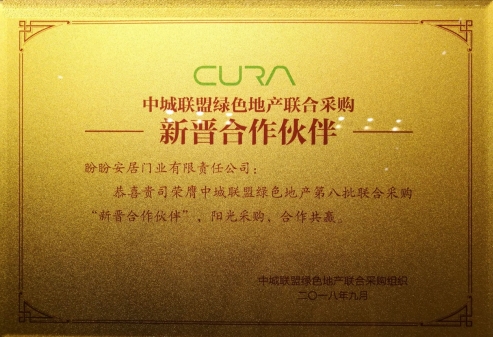 CURA
中城联盟绿色地产联合采购
新晋合作伙伴
盼盼安居门业有限责任公司：
恭喜贵司荣膺中城联盟绿色地产第八批联合采购
“新晋合作伙伴”，阳光采购、合作共赢。
中城联盟绿色地产联合采购组织
二〇一八年九月